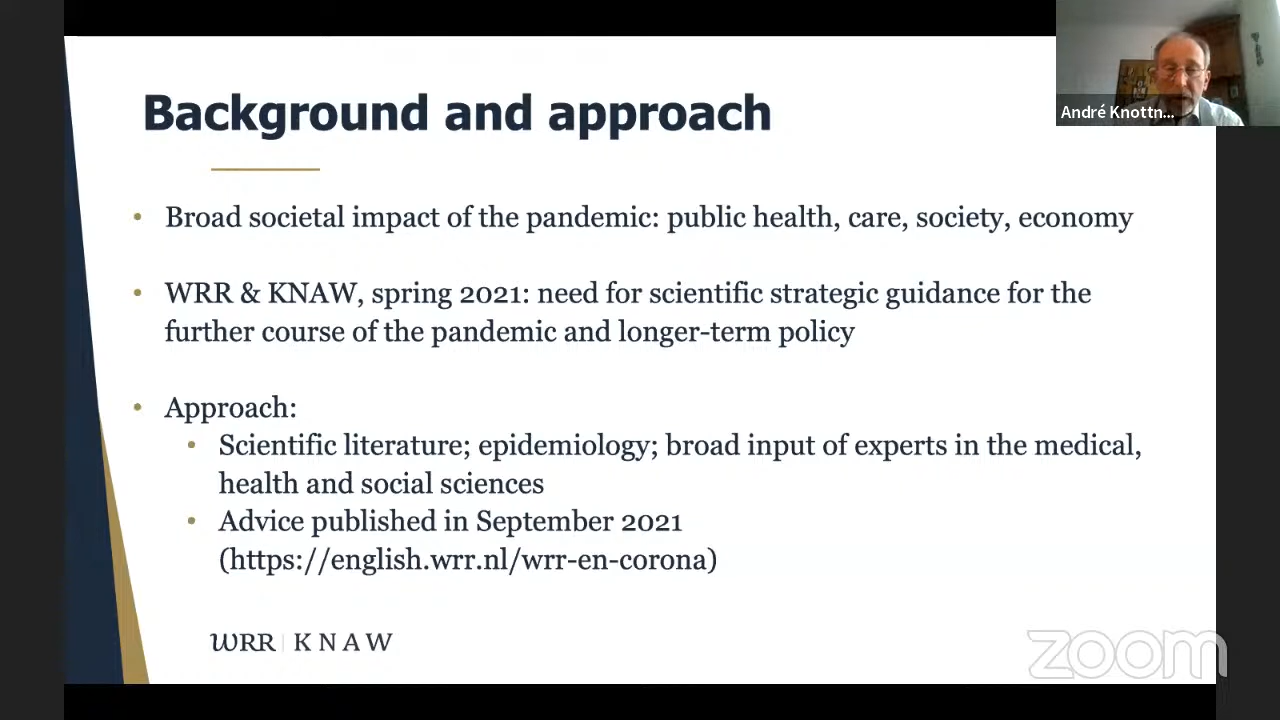 Background and approach
André Knottn...
• Broad societal impact of the pandemic: public health, care, society, economy
• WRR & KNAW, spring 2021: need for scientific strategic guidance for the
further course of the pandemic and longer-term policy
• Approach:
• Scientific literature; epidemiology; broad input of experts in the medical,
health and social sciences
• Advice published in September 2021
(https://english.wrr.nl/wrr-en-corona)
WRR | KNAW
zoom